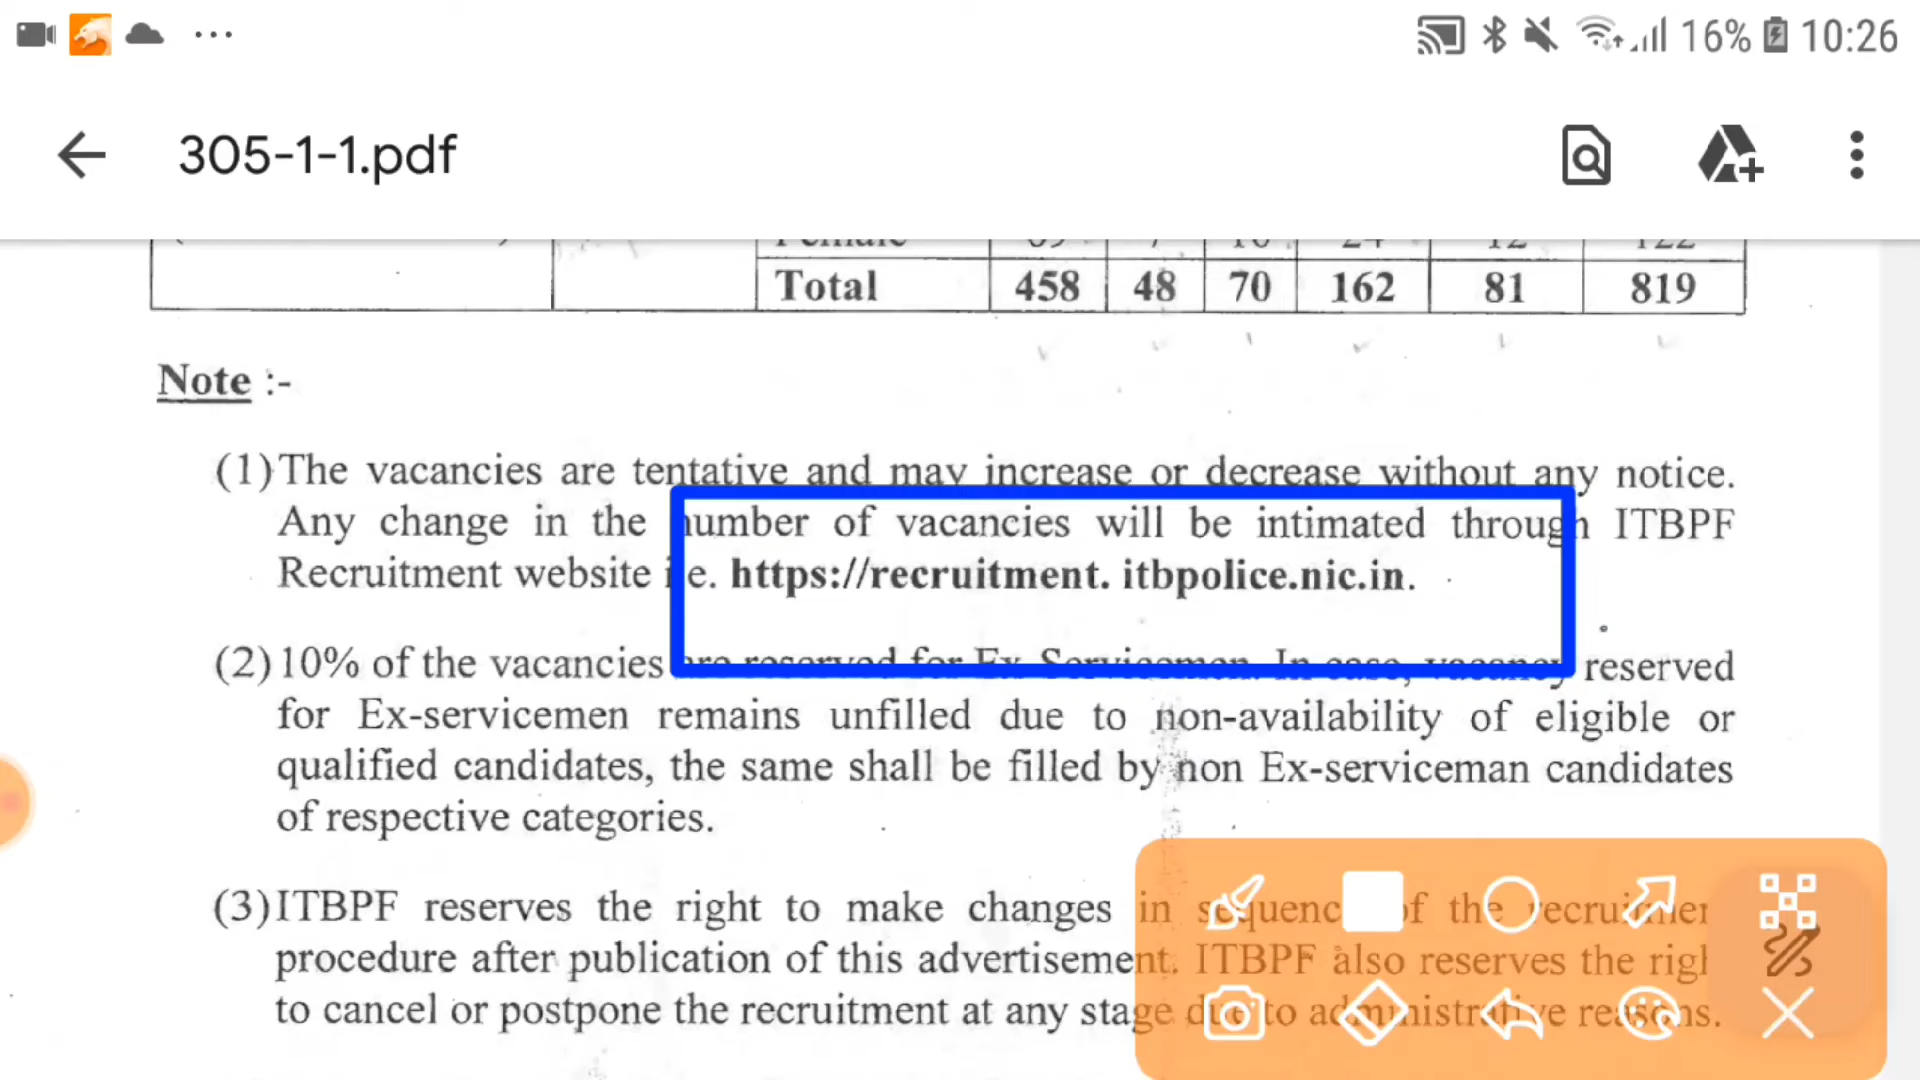 16% 10:26
305-1-1.pdf
Total 458 48 70 162 81 819
Note :-
(1) The vacancies are tentative and may increase or decrease without any notice.
Any change in the number of vacancies will be intimated through ITBPF
Recruitment website i.e. https://recruitment. itbpolice.nic.in.
(2) 10% of the vacancies are reserved for Ex-Servicemen. In case, vacancy reserved
for Ex-servicemen remains unfilled due to non-availability of eligible or
qualified candidates, the same shall be filled by non Ex-serviceman candidates
of respective categories.
(3) ITBPF reserves the right to make changes in sequence of the recruitmen
procedure after publication of this advertisement. ITBPF also reserves the righ
to cancel or postpone the recruitment at any stage due to administrative reasons.